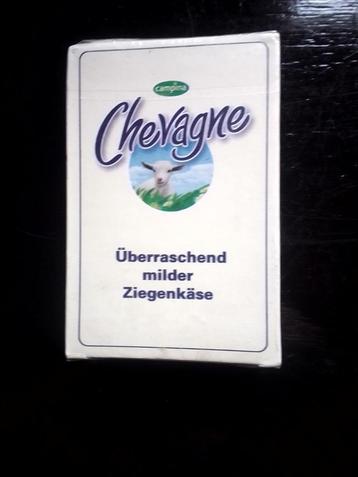 campina
Chevagne
Überraschend
milder
Ziegenkäse